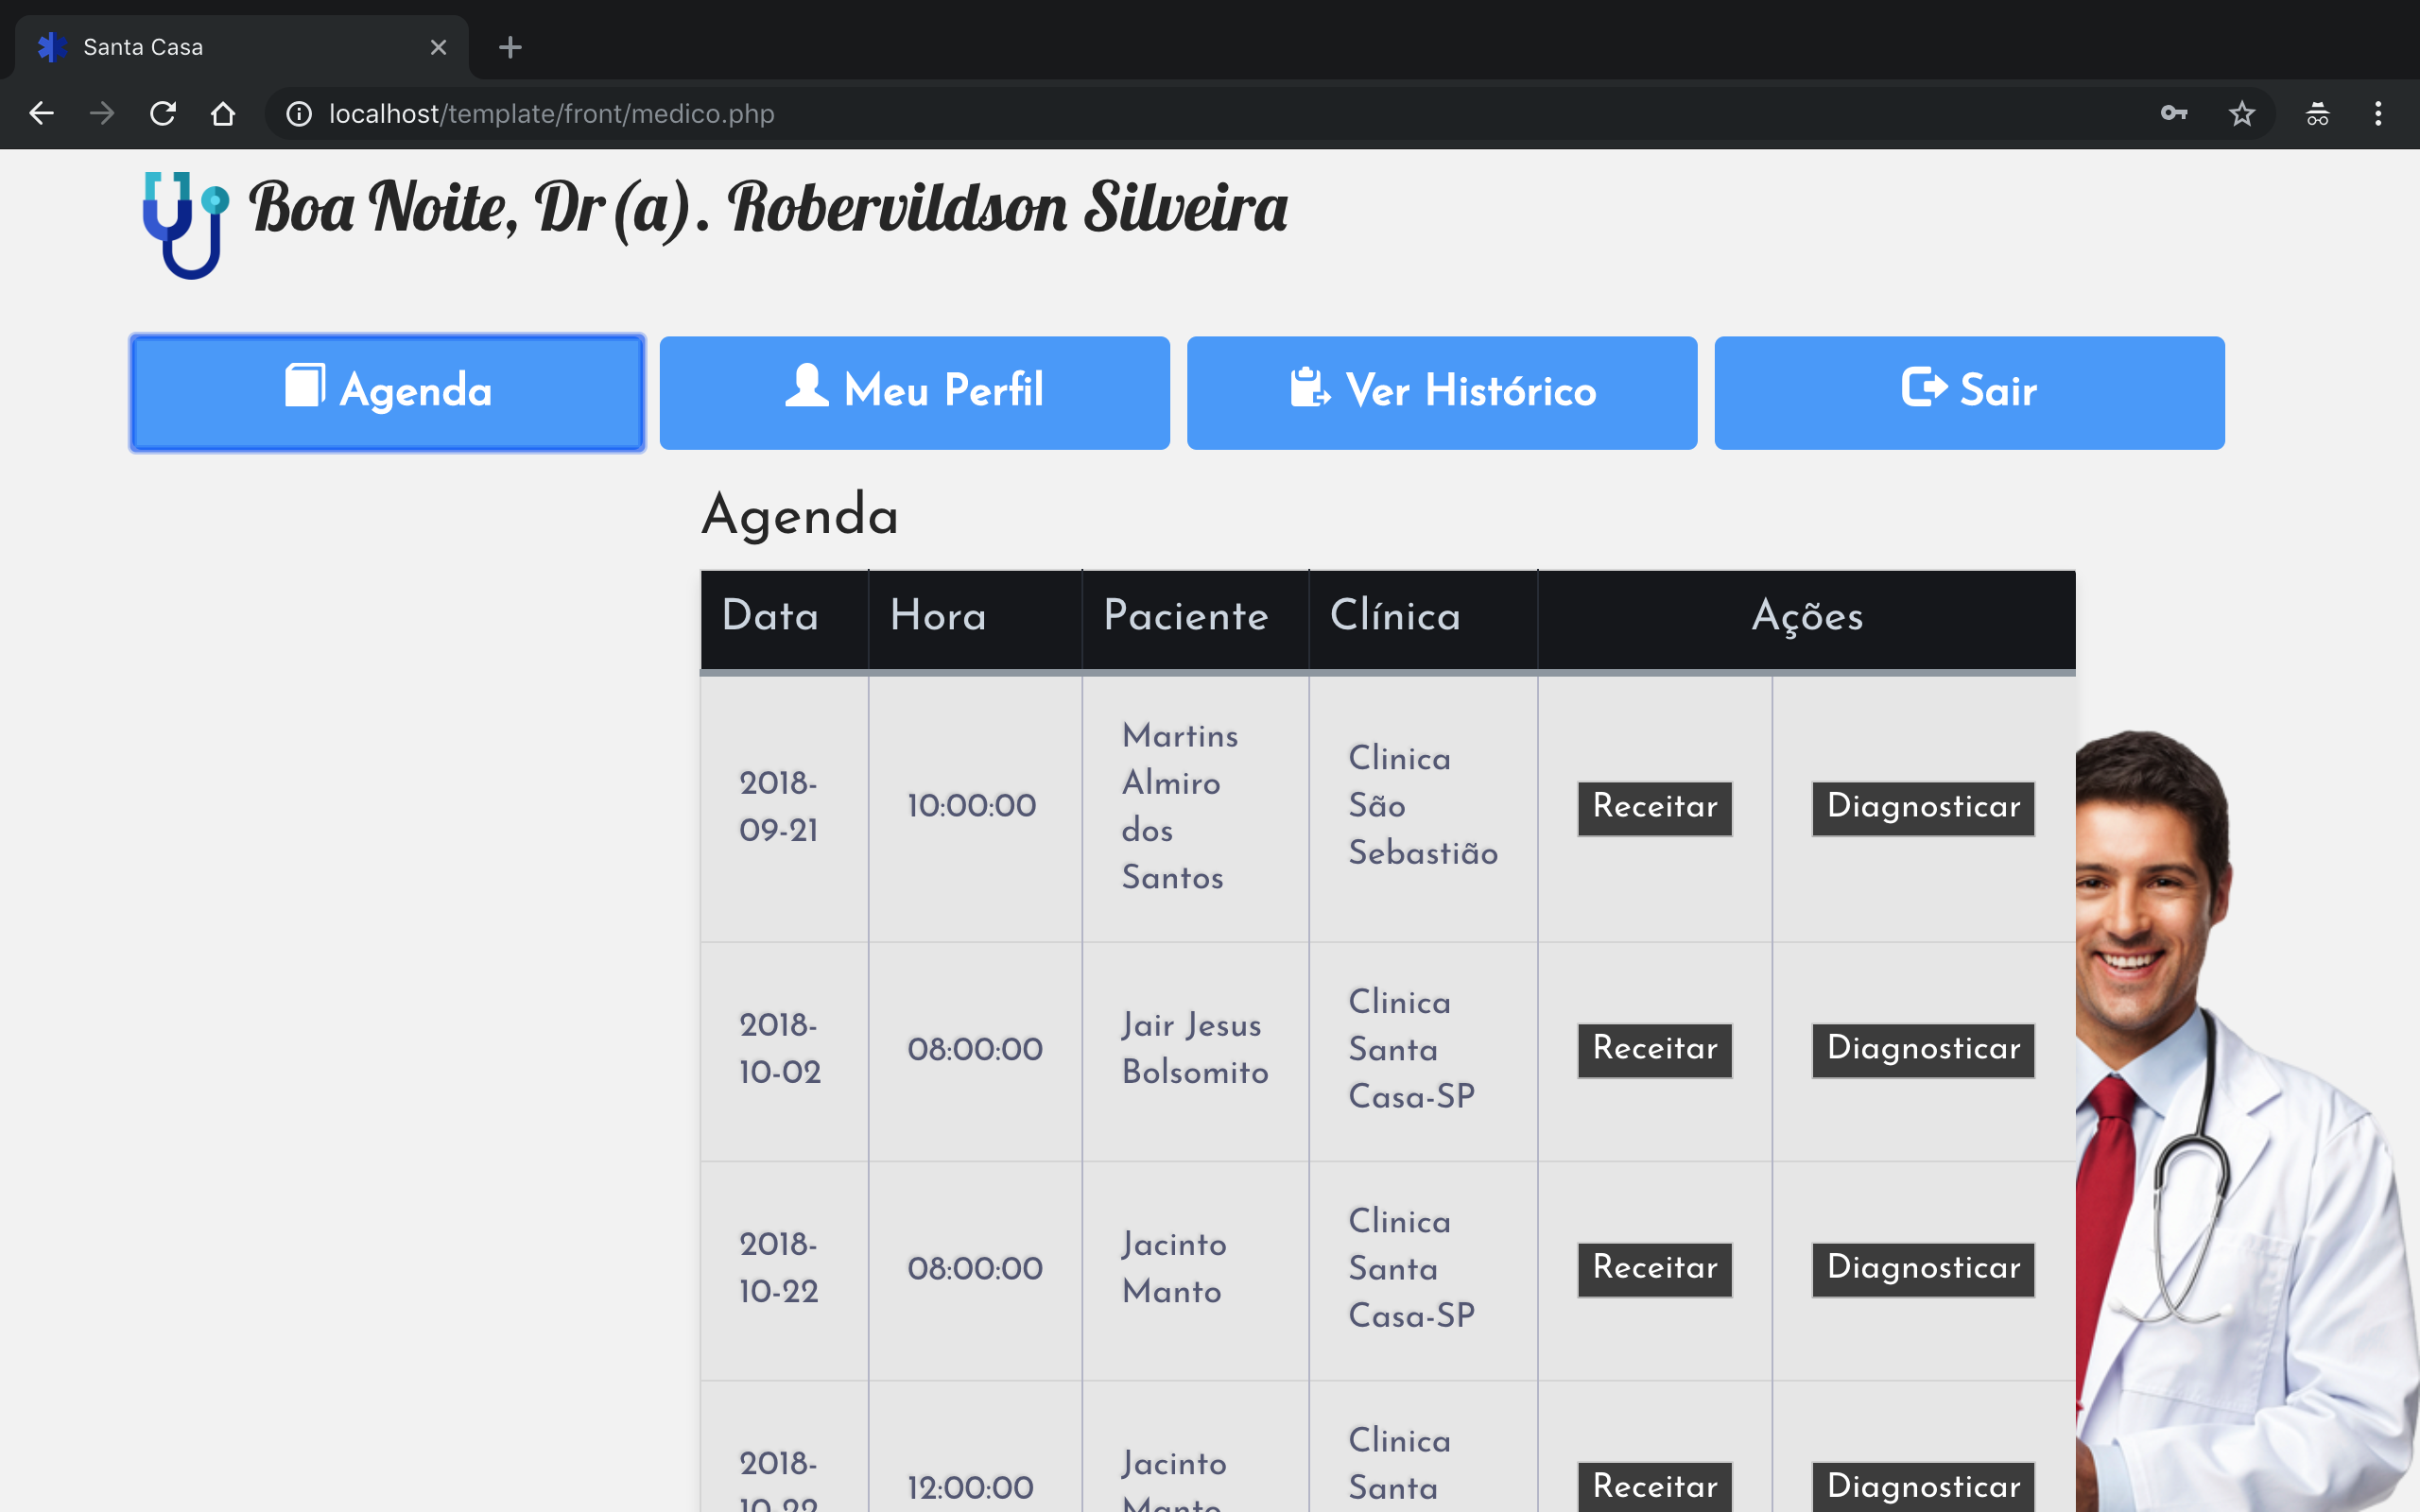 Santa Casa
localhost/template/front/medico.php
Boa Noite, Dr(a). Robervildson Silveira
Agenda
Meu Perfil
Ver Histórico
Sair
Agenda
Data
Hora
Paciente
Clínica
Ações
2018-
09-21
10:00:00
Martins
Almiro
dos
Santos
Clinica
São
Sebastião
Receitar
Diagnosticar
2018-
10-02
08:00:00
Jair Jesus
Bolsomito
Clinica
Santa
Casa-SP
Receitar
Diagnosticar
2018-
10-22
08:00:00
Jacinto
Manto
Clinica
Santa
Casa-SP
Receitar
Diagnosticar
2018-
10-22
12:00:00
Jacinto
Manto
Clinica
Santa
Receitar
Diagnosticar